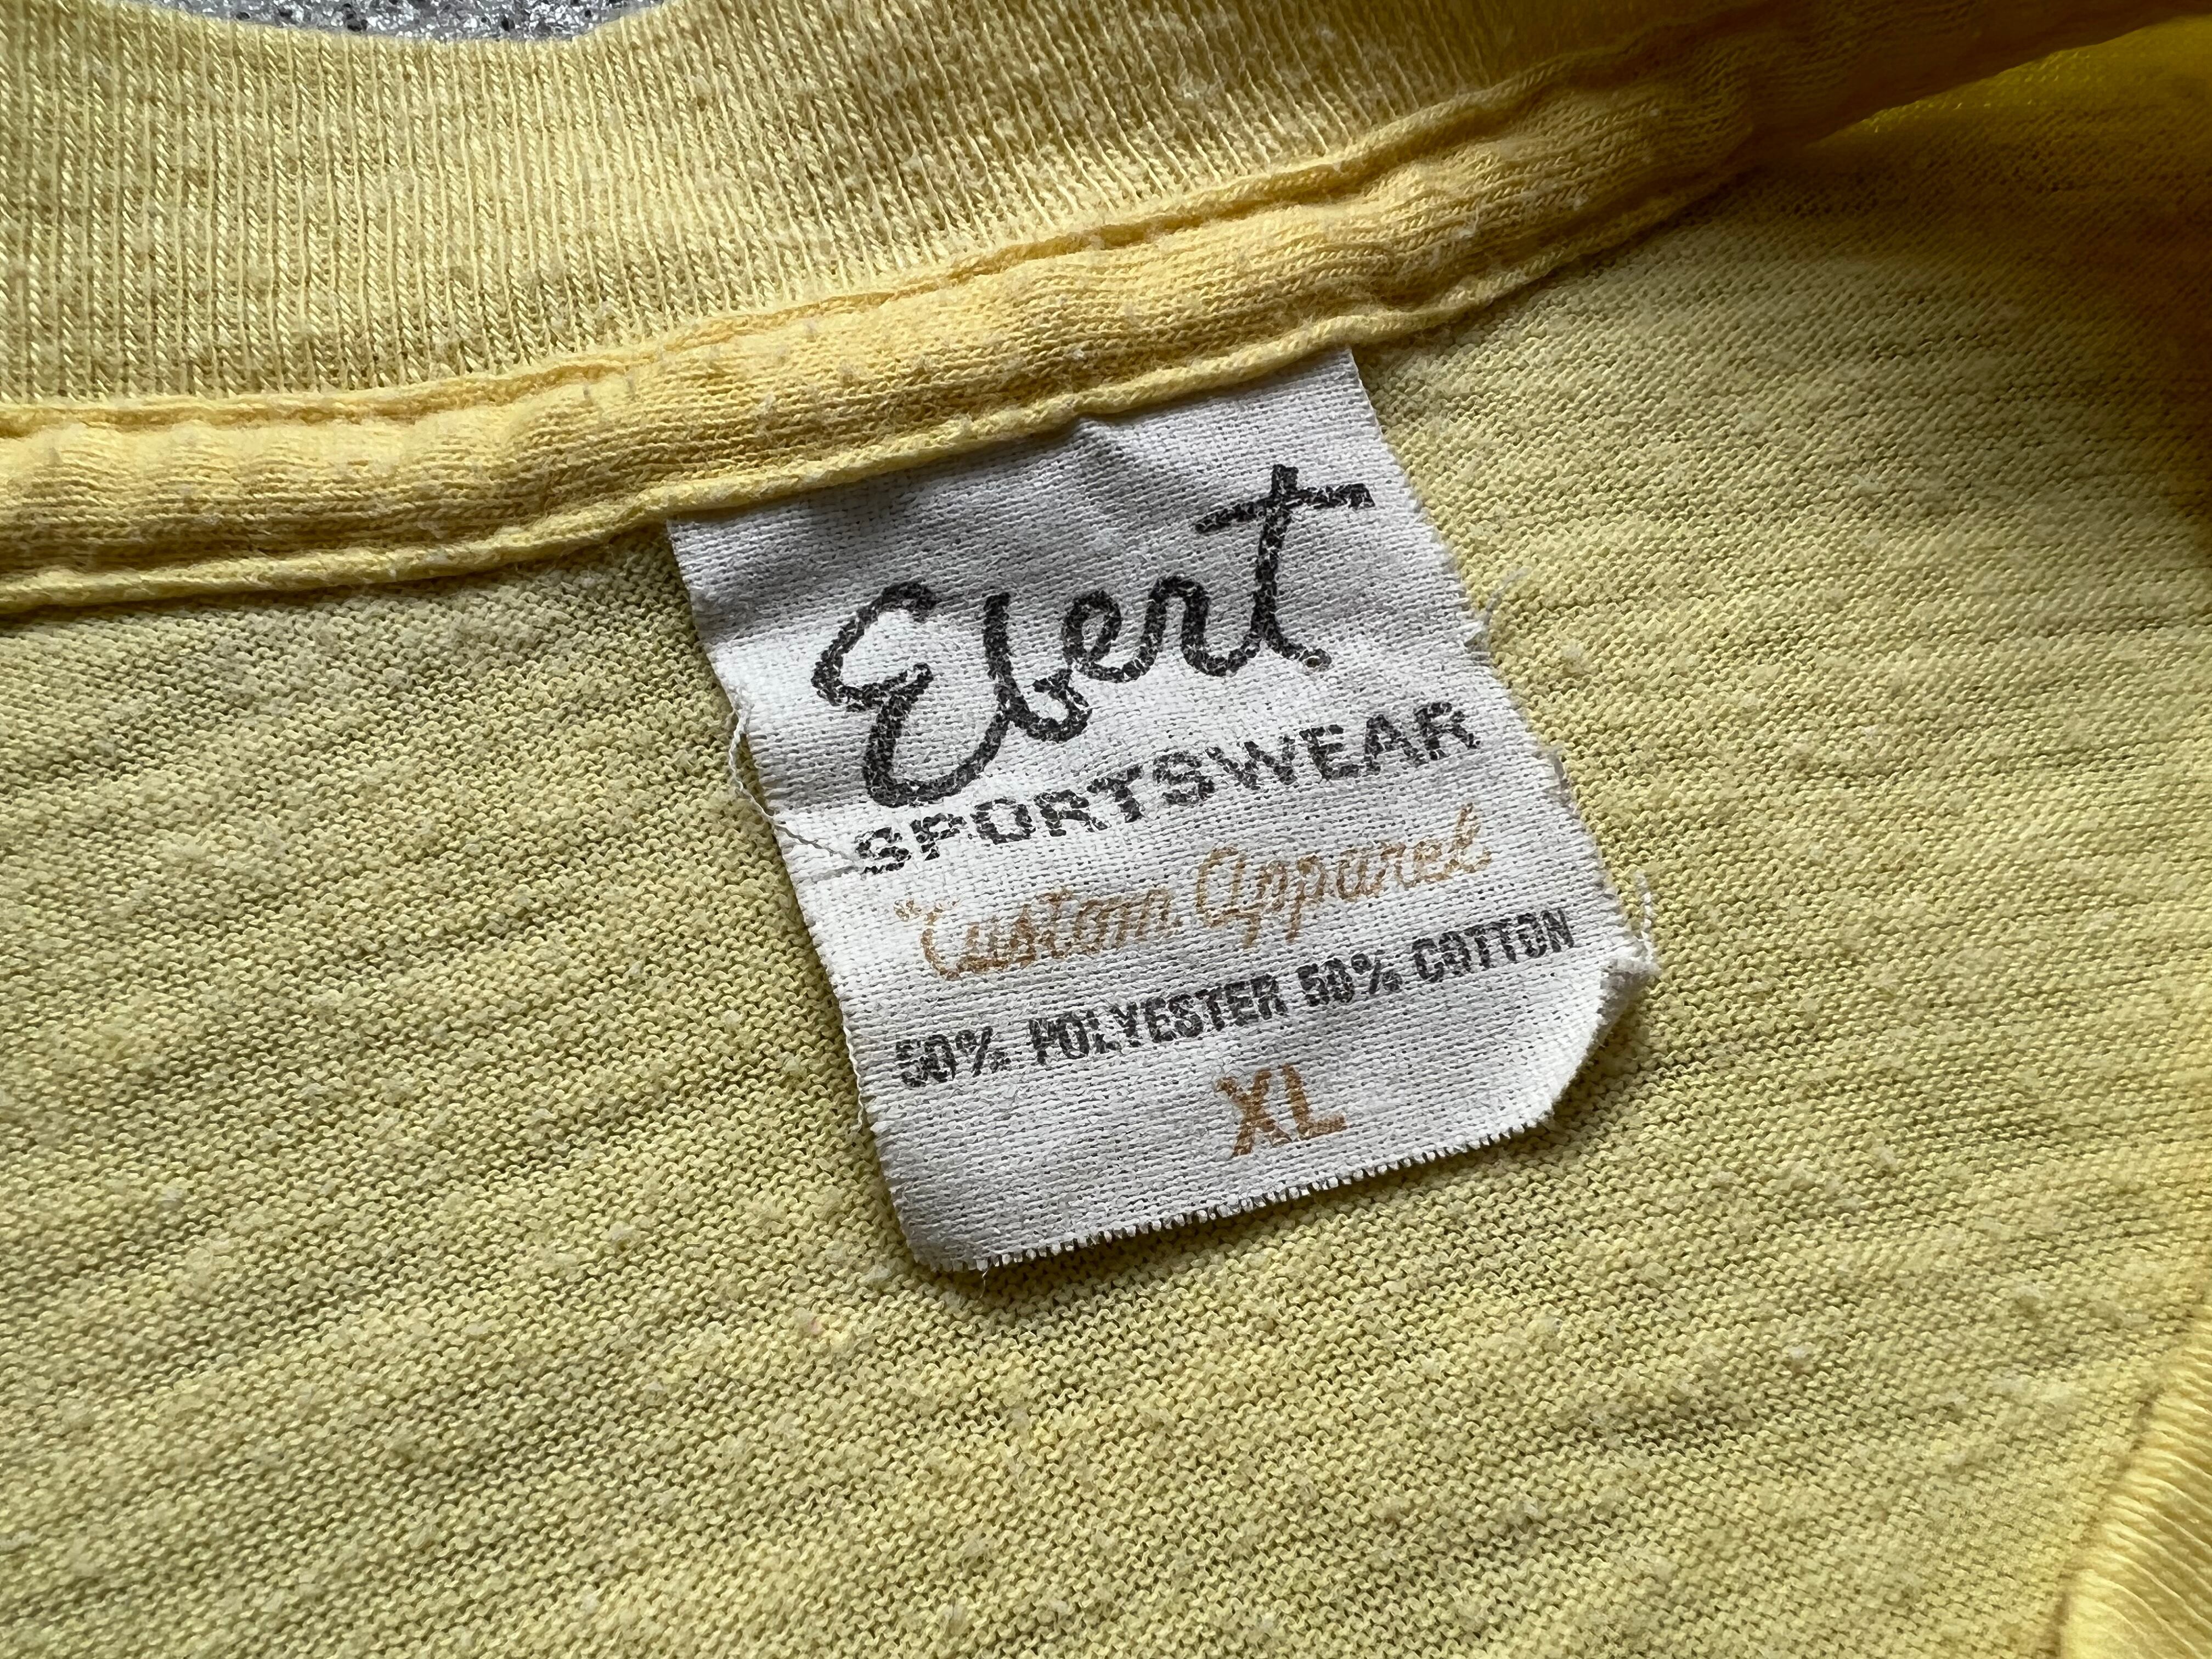 Ebert
SPORTSWEAR
"Custom Apparel
50% POLYESTER 50% COTTON
XL